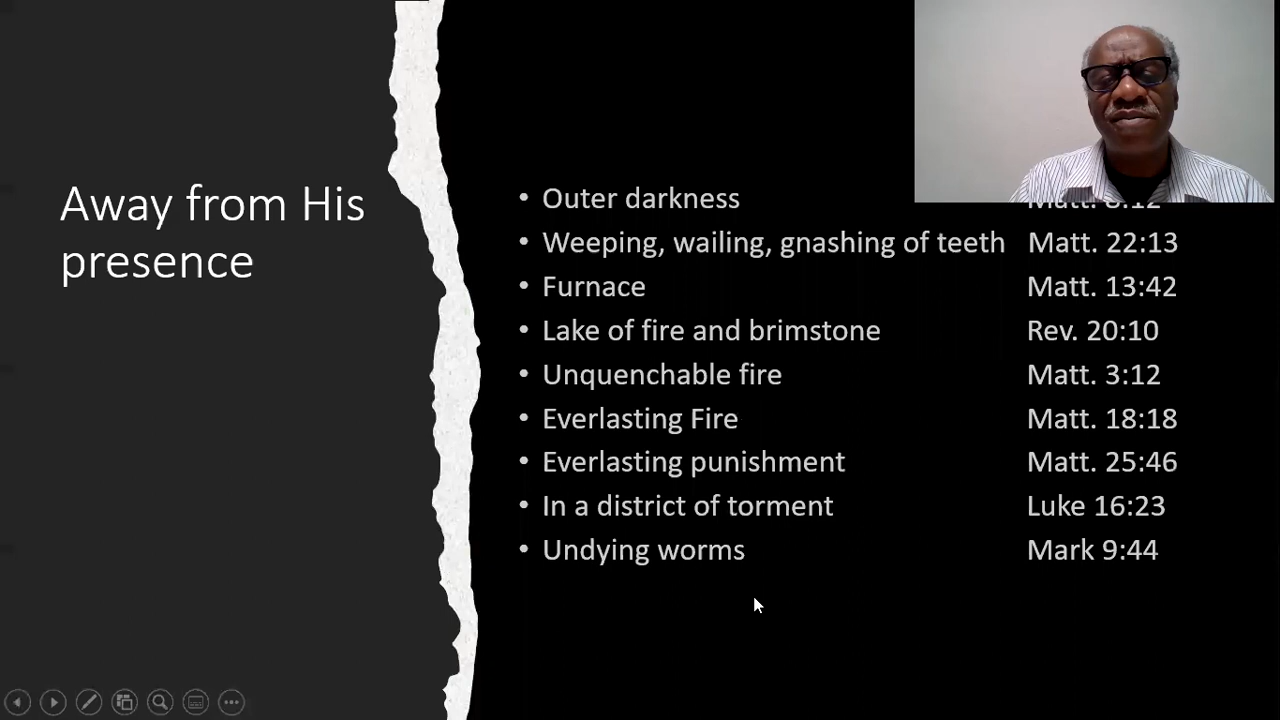 Away from His
presence
• Outer darkness
• Weeping, wailing, gnashing of teeth Matt. 22:13
• Furnace Matt. 13:42
• Lake of fire and brimstone Rev. 20:10
• Unquenchable fire Matt. 3:12
• Everlasting Fire Matt. 18:18
• Everlasting punishment Matt. 25:46
• In a district of torment Luke 16:23
• Undying worms Mark 9:44